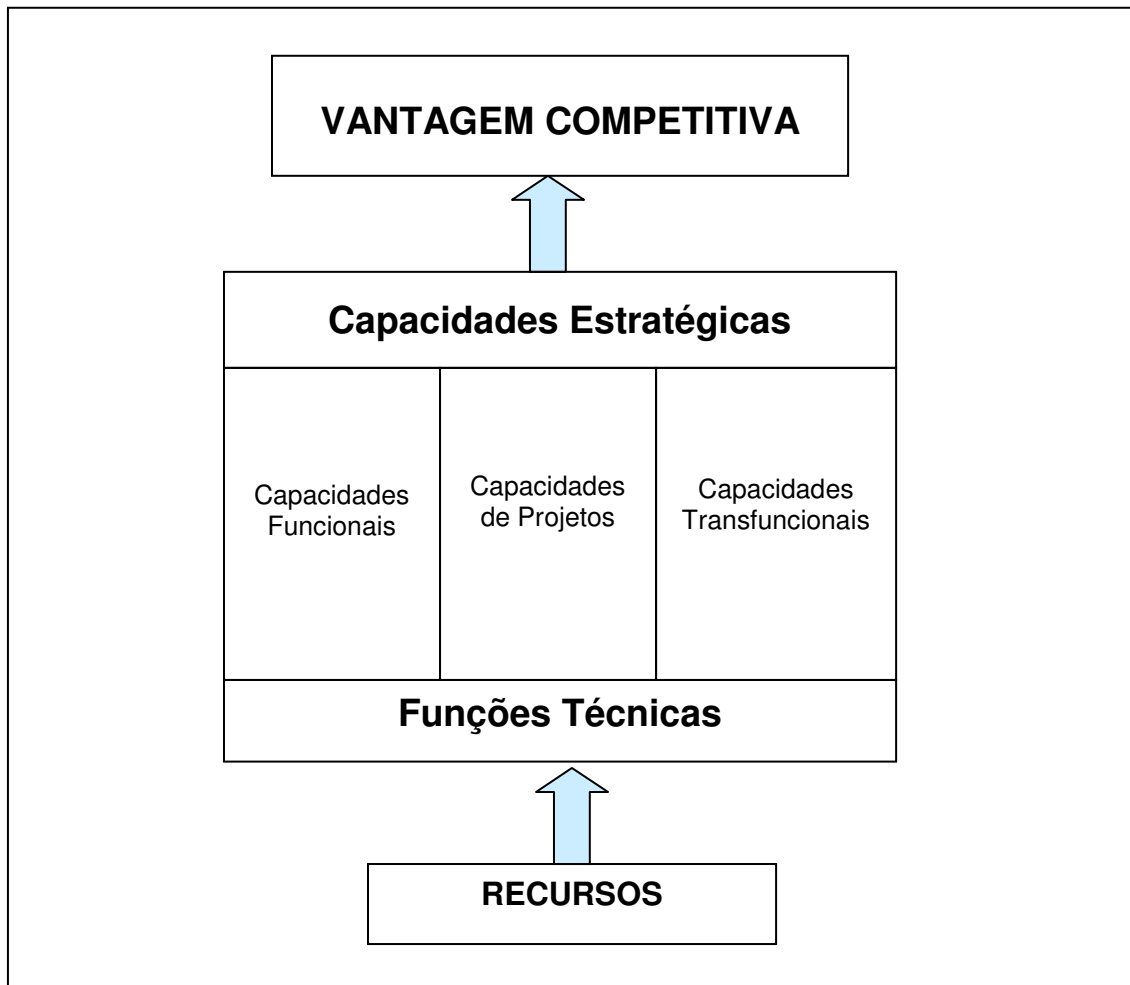 VANTAGEM COMPETITIVA
Capacidades Estratégicas
Capacidades
Funcionais
Capacidades
de Projetos
Capacidades
Transfuncionais
Funções Técnicas
RECURSOS